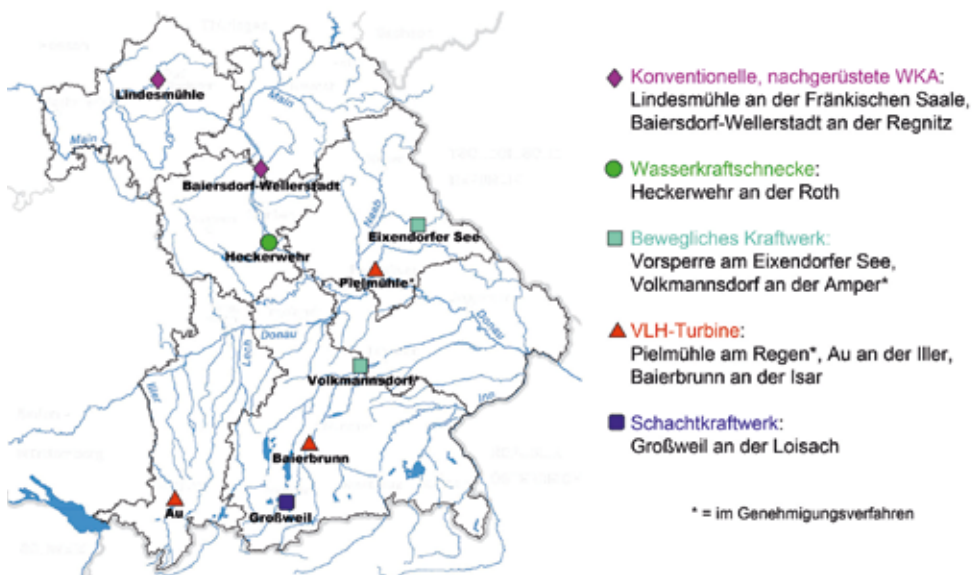 Lindesmühle
Main
Main
Baiersdorf-Wellerstadt
Naab
Eixendorfer See
Heckerwehr
Pielmühle*
Donau
Donau
Lech
Iller
Volkmannsdorf*
Inn
Baierbrunn
Au
Großweil
Konventionelle, nachgerüstete WKA:
Lindesmühle an der Fränkischen Saale,
Baiersdorf-Wellerstadt an der Regnitz
Wasserkraftschnecke:
Heckerwehr an der Roth
Bewegliches Kraftwerk:
Vorsperre am Eixendorfer See,
Volkmannsdorf an der Amper*
VLH-Turbine:
Pielmühle am Regen*, Au an der Iller,
Baierbrunn an der Isar
Schachtkraftwerk:
Großweil an der Loisach
* = im Genehmigungsverfahren